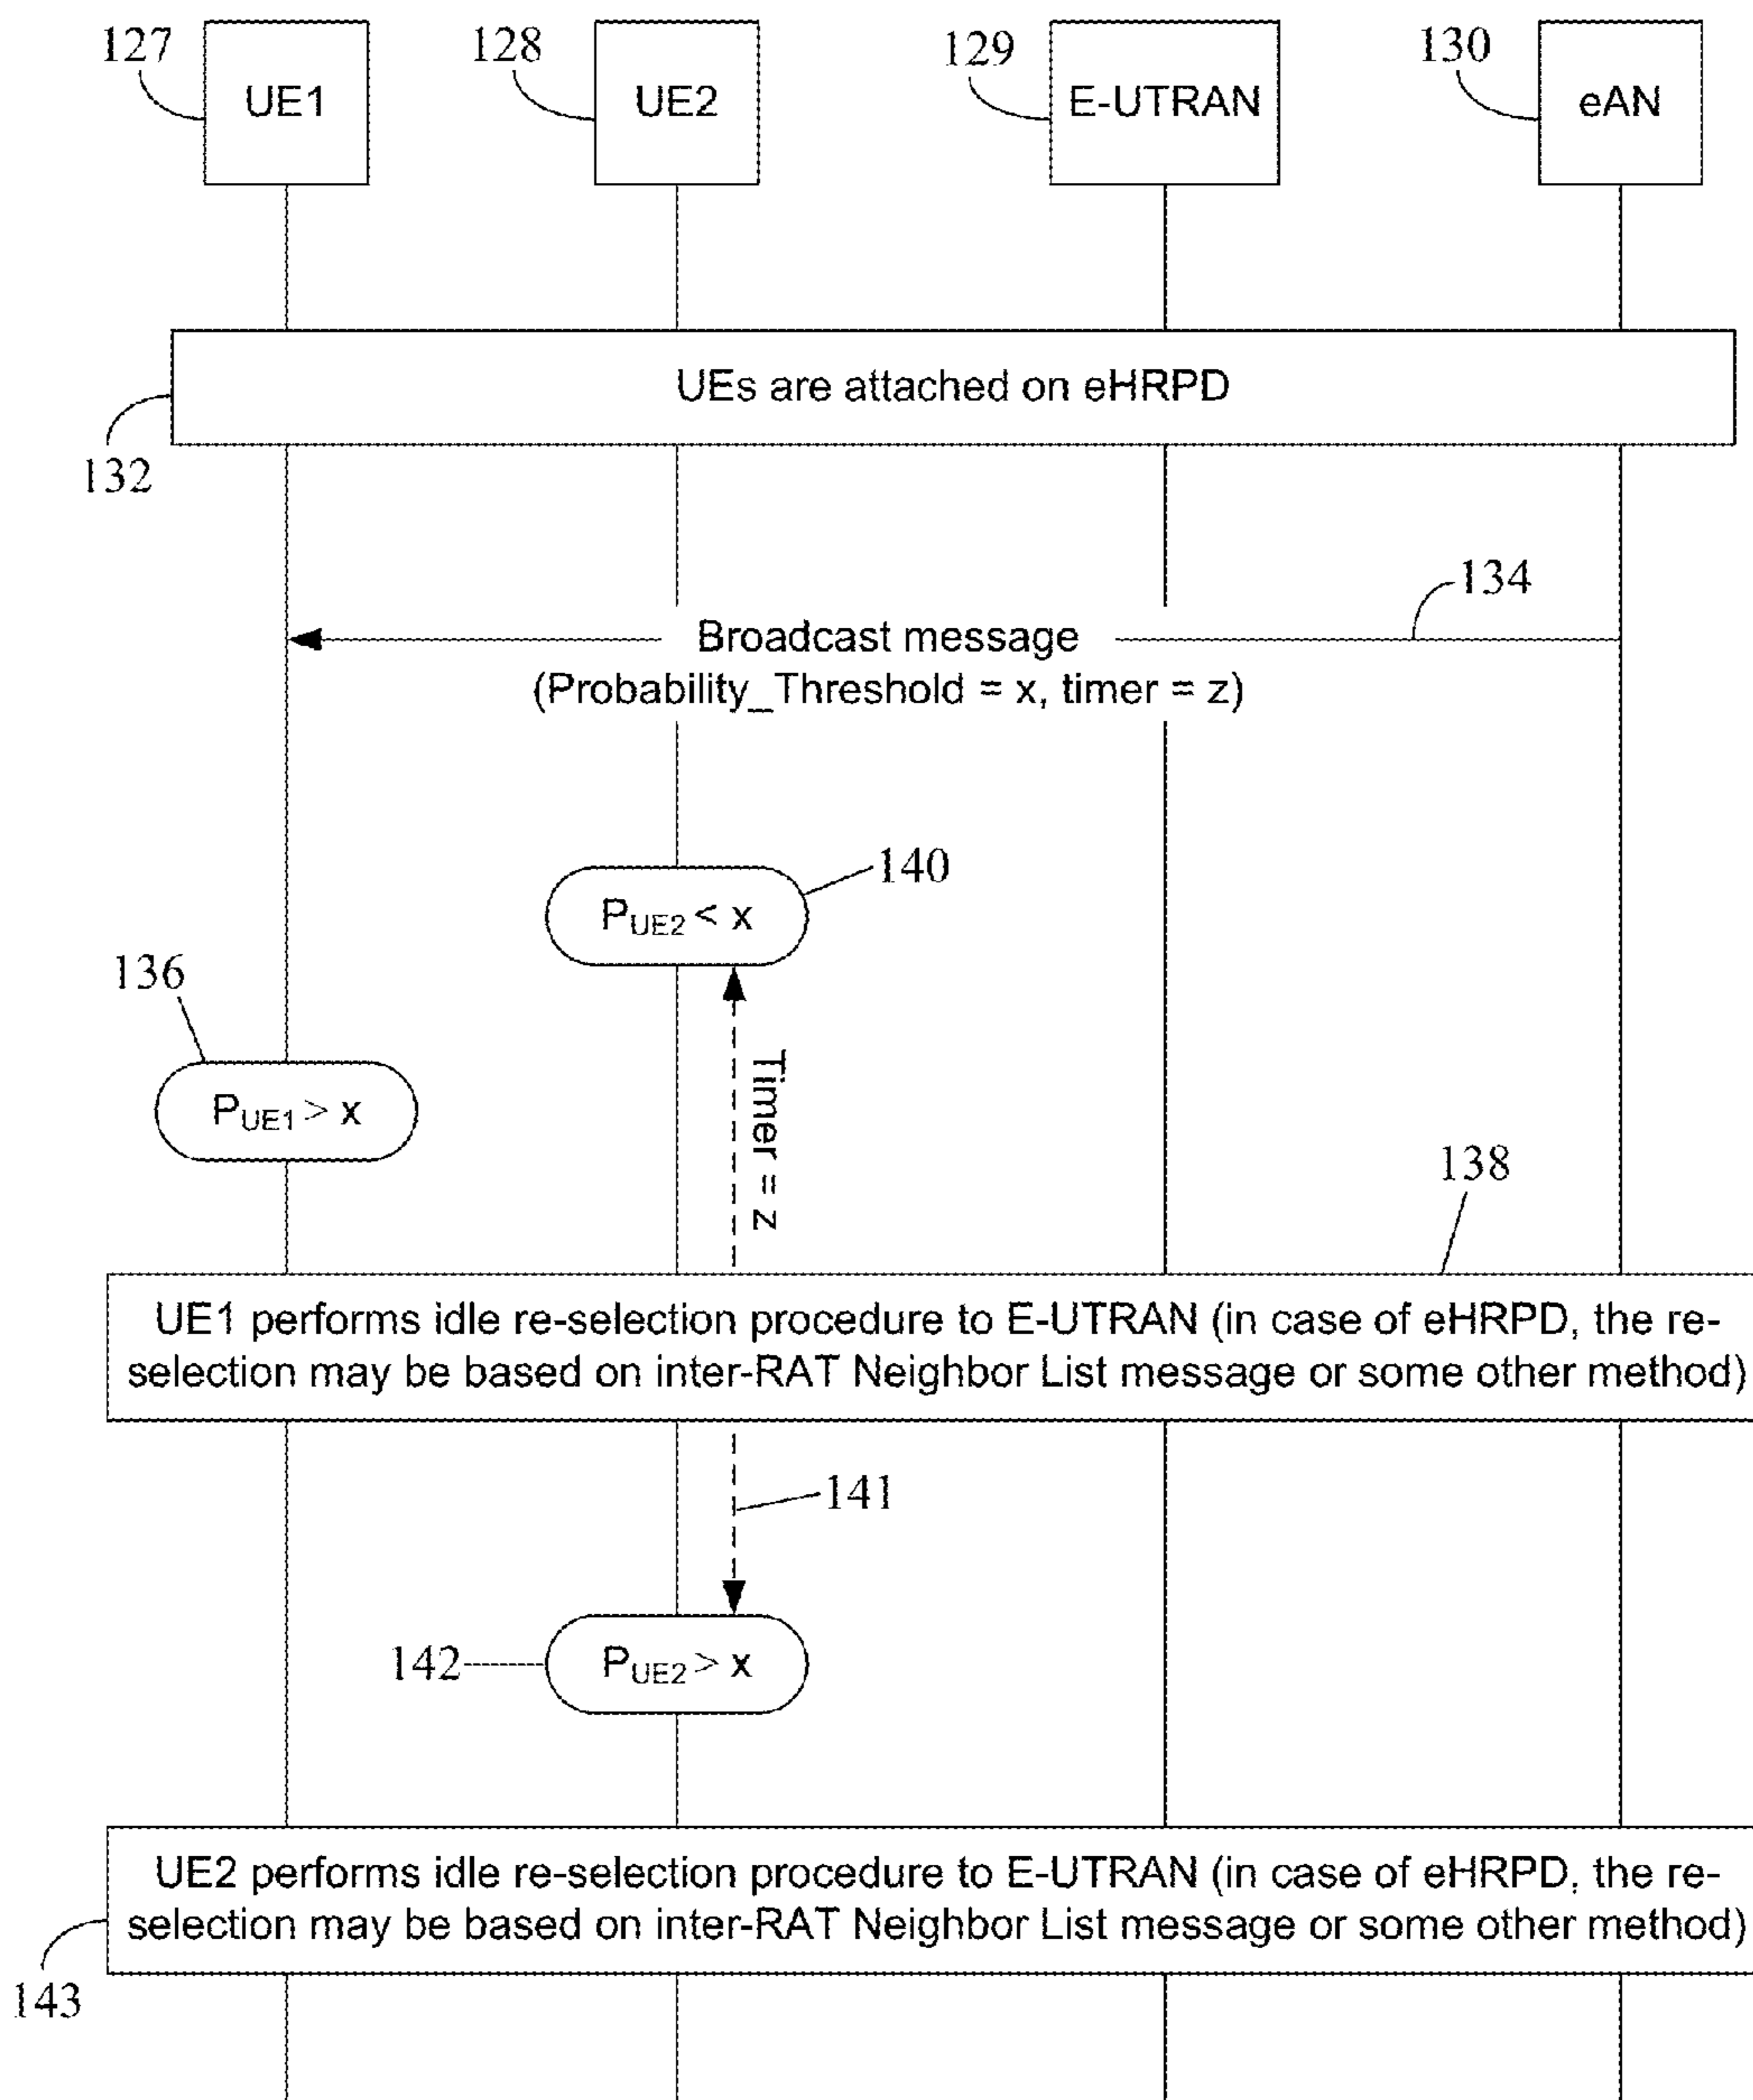 127
128
129
130
UE1
UE2
E-UTRAN
eAN
UEs are attached on eHRPD
132
134
Broadcast message
(Probability_Threshold = x, timer = z)
140
PUE2 < x
136
PUE1 > x
Timer = z
138
UE1 performs idle re-selection procedure to E-UTRAN (in case of eHRPD, the re-
selection may be based on inter-RAT Neighbor List message or some other method)
141
142
PUE2 > x
UE2 performs idle re-selection procedure to E-UTRAN (in case of eHRPD, the re-
selection may be based on inter-RAT Neighbor List message or some other method)
143